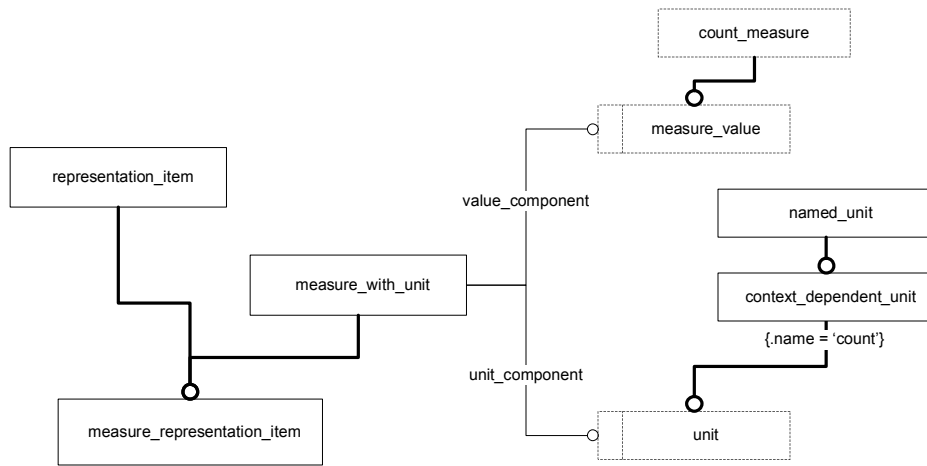 count_measure
measure_value
representation_item
value_component
named_unit
measure_with_unit
context_dependent_unit
{.name = ‘count’}
unit_component
measure_representation_item
unit